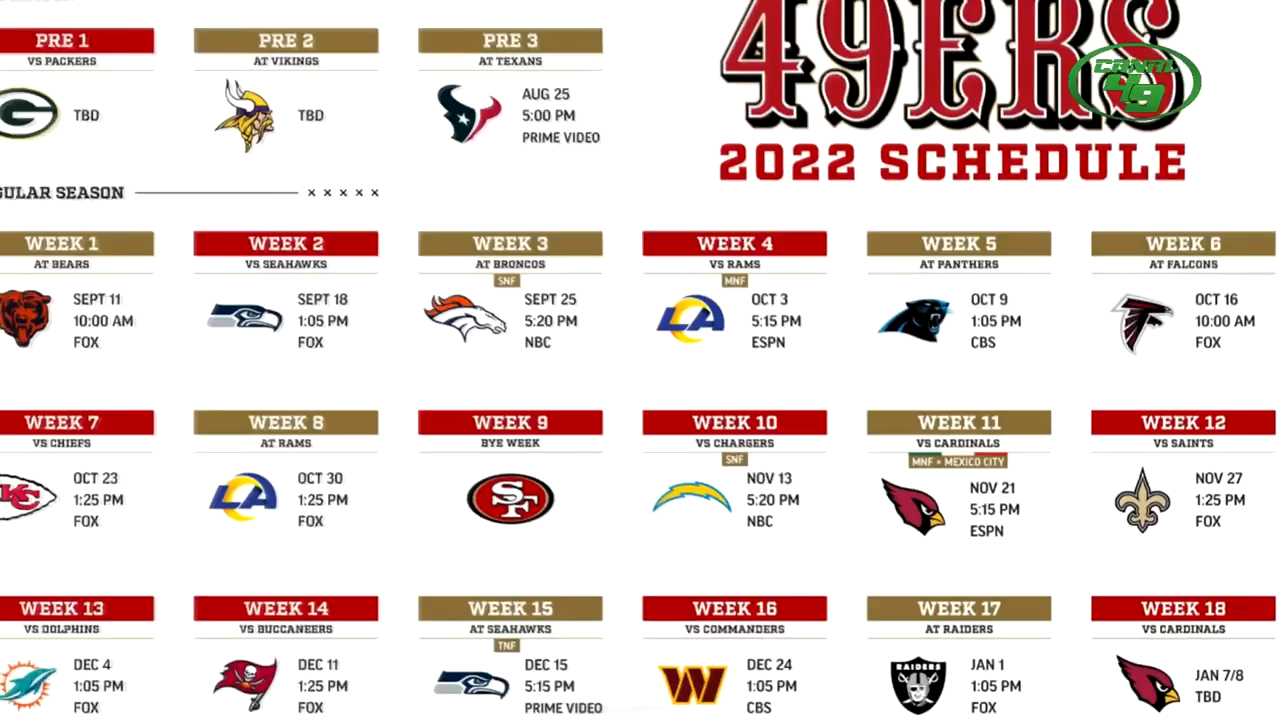 49ERS
CANAL
49
2022 SCHEDULE
PRE 1
VS PACKERS
G
TBD
PRE 2
AT VIKINGS
TBD
PRE 3
AT TEXANS
AUG 25
5:00 PM
PRIME VIDEO
GULAR SEASON
× × × × ×
WEEK 1
AT BEARS
SEPT 11
10:00 AM
FOX
WEEK 2
VS SEAHAWKS
SEPT 18
1:05 PM
FOX
WEEK 3
AT BRONCOS
SNF
SEPT 25
5:20 PM
NBC
WEEK 4
VS RAMS
MNF
LA
OCT 3
5:15 PM
ESPN
WEEK 5
AT PANTHERS
OCT 9
1:05 PM
CBS
WEEK 6
AT FALCONS
OCT 16
10:00 AM
FOX
WEEK 7
VS CHIEFS
KC
OCT 23
1:25 PM
FOX
WEEK 8
AT RAMS
LA
OCT 30
1:25 PM
FOX
WEEK 9
BYE WEEK
SF
WEEK 10
VS CHARGERS
SNF
NOV 13
5:20 PM
NBC
WEEK 11
VS CARDINALS
MNF × MEXICO CITY
NOV 21
5:15 PM
ESPN
WEEK 12
VS SAINTS
NOV 27
1:25 PM
FOX
WEEK 13
VS DOLPHINS
DEC 4
1:05 PM
FOX
WEEK 14
VS BUCCANEERS
DEC 11
1:25 PM
FOX
WEEK 15
AT SEAHAWKS
TNF
DEC 15
5:15 PM
PRIME VIDEO
WEEK 16
VS COMMANDERS
W
DEC 24
1:05 PM
CBS
WEEK 17
AT RAIDERS
RAIDERS
JAN 1
1:05 PM
FOX
WEEK 18
VS CARDINALS
JAN 7/8
TBD